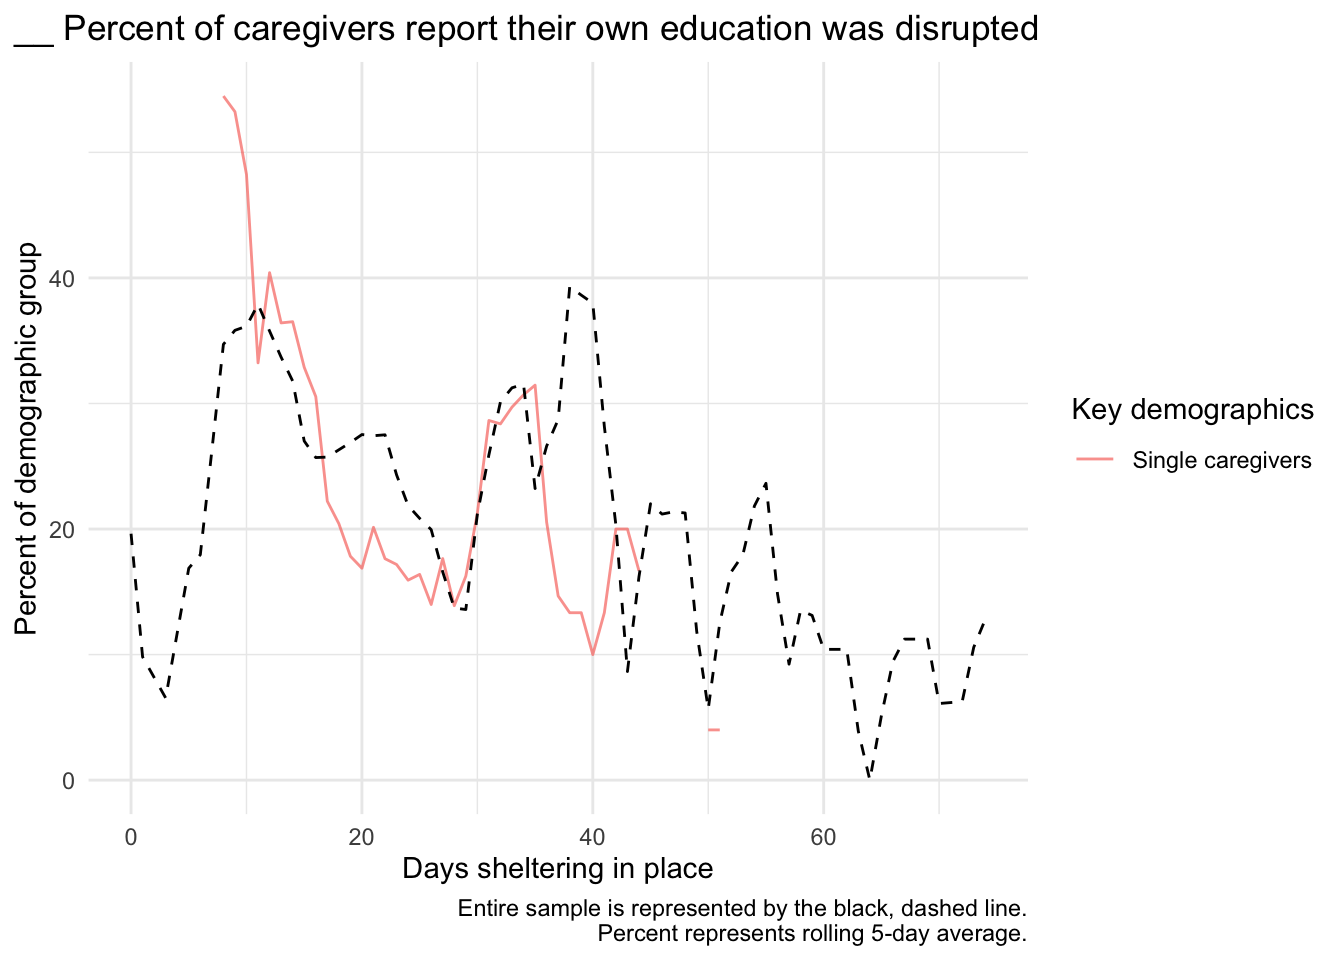 __ Percent of caregivers report their own education was disrupted
Percent of demographic group
40
20
0
0 20 40 60
Days sheltering in place
Key demographics
Single caregivers
Entire sample is represented by the black, dashed line.
Percent represents rolling 5-day average.